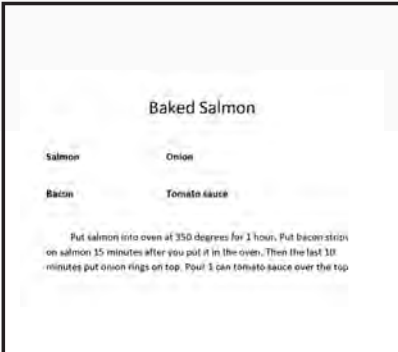 Baked Salmon
Salmon Onion
Bacon Tomato sauce
Put salmon into oven at 350 degrees for 1 hour. Put bacon strips
on salmon 15 minutes after you put it in the oven. Then the last 10
minutes put onion rings on top. Pour 1 can tomato sauce over the top